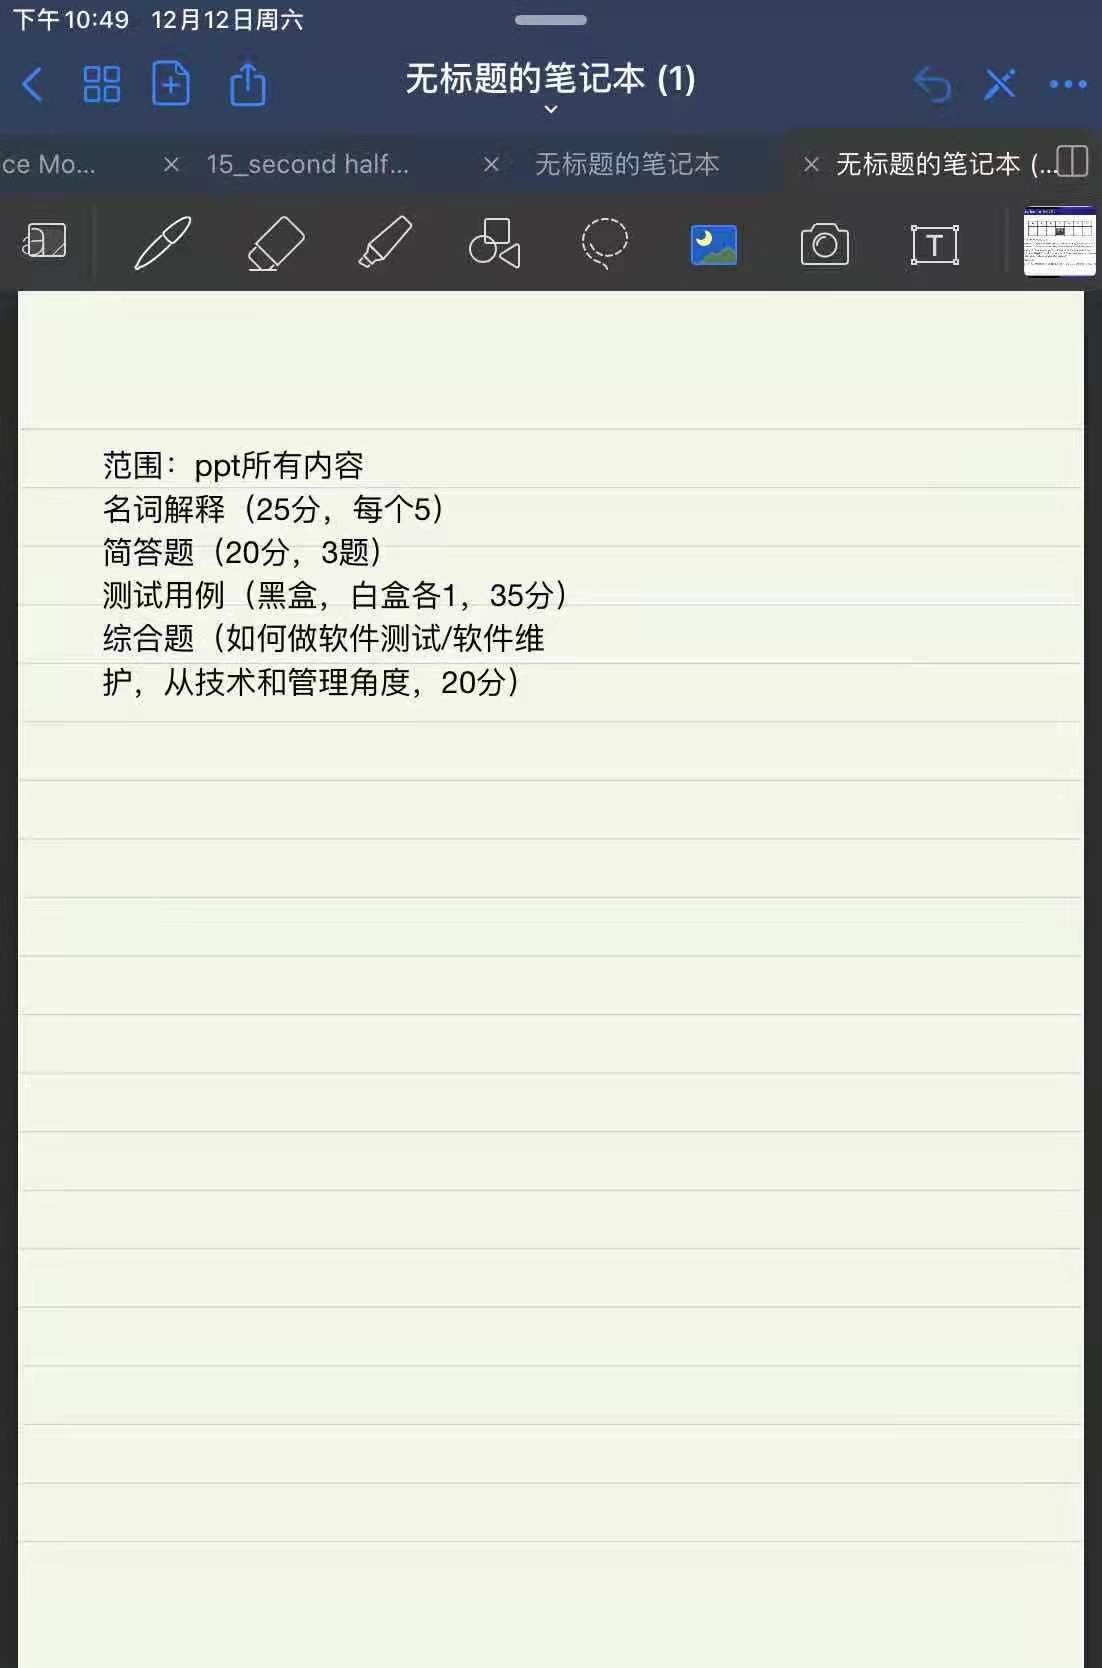 下午10:49 12月12日周六
无标题的笔记本 (1)
ce Mo... 15_second half... 无标题的笔记本 无标题的笔记本 (...
T
范围：ppt所有内容
名词解释（25分，每个5）
简答题（20分，3题）
测试用例（黑盒，白盒各1，35分）
综合题（如何做软件测试/软件维
护，从技术和管理角度，20分）